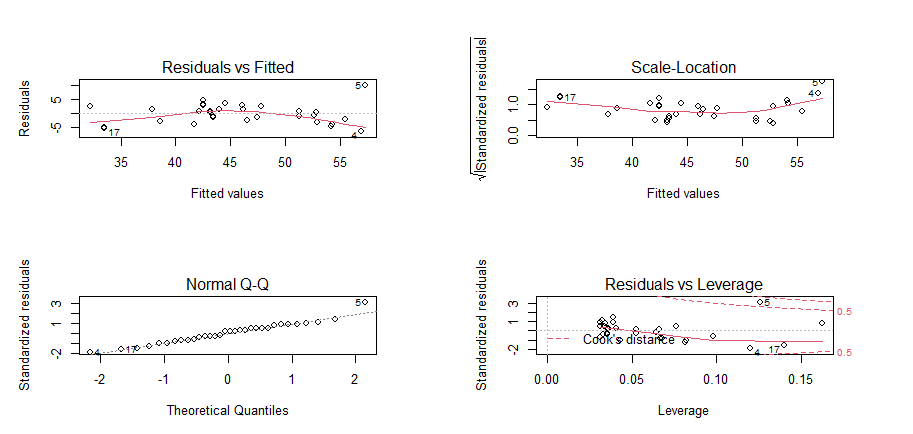 Residuals vs Fitted
Residuals
5
-5
5
17
4
35 40 45 50 55
Fitted values
Scale-Location
√|Standardized residuals|
1.0
0.0
5
4
17
35 40 45 50 55
Fitted values
Normal Q-Q
Standardized residuals
3
1
-2
5
4
17
-2 -1 0 1 2
Theoretical Quantiles
Residuals vs Leverage
Standardized residuals
3
1
-2
5
0.5
Cook's distance
4
17
0.5
0.00 0.05 0.10 0.15
Leverage